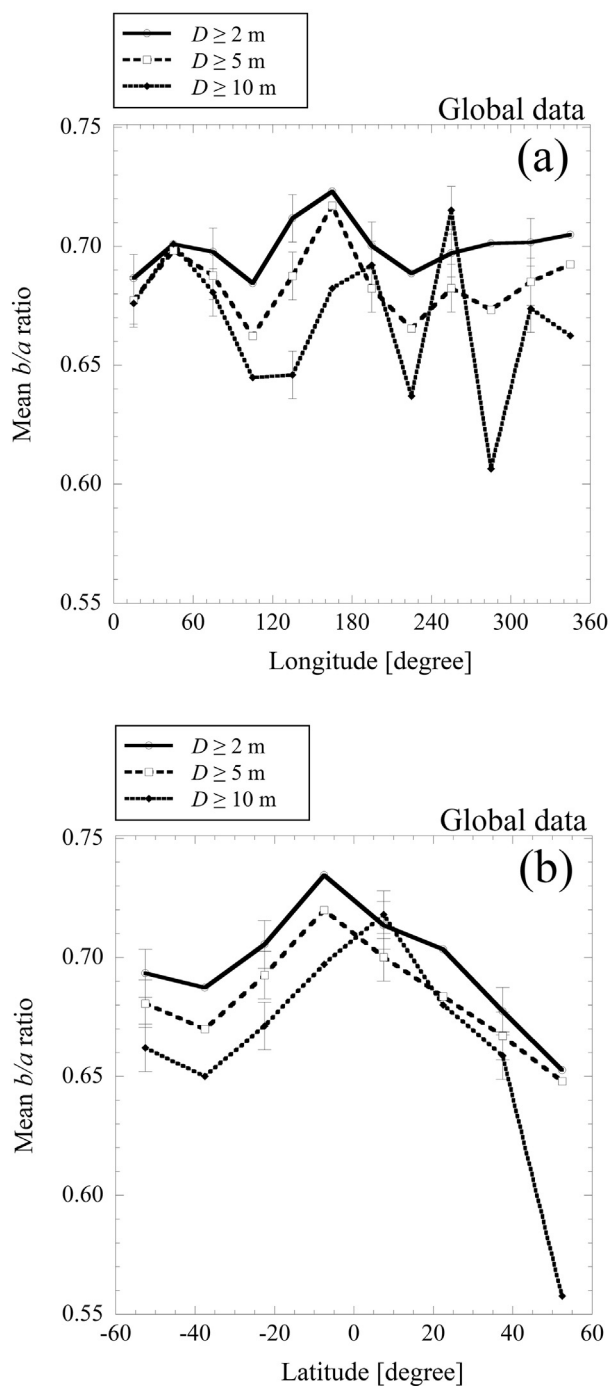 D ≥ 2 m
D ≥ 5 m
D ≥ 10 m
Global data
(a)
0.75
0.70
0.65
0.60
0.55
Mean b/a ratio
0 60 120 180 240 300 360
Longitude [degree]
D ≥ 2 m
D ≥ 5 m
D ≥ 10 m
Global data
(b)
0.75
0.70
0.65
0.60
0.55
Mean b/a ratio
-60 -40 -20 0 20 40 60
Latitude [degree]